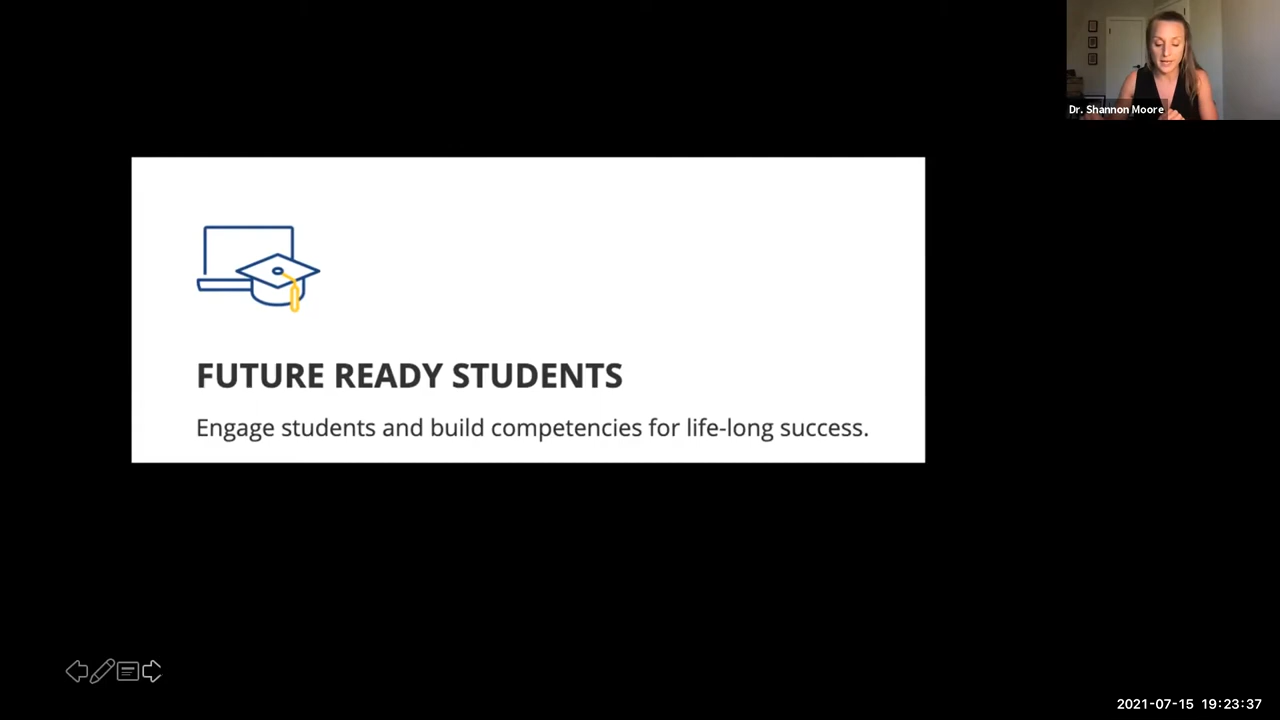 Dr. Shannon Moore
FUTURE READY STUDENTS
Engage students and build competencies for life-long success.
2021-07-15 19:23:37